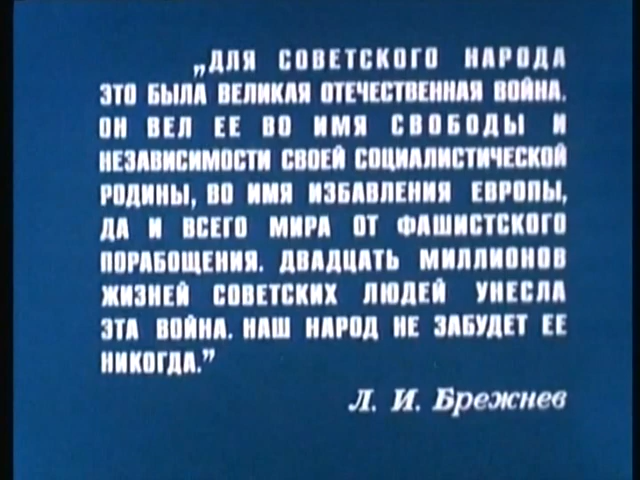 „ДЛЯ СОВЕТСКОГО НАРОДА
ЭТО БЫЛА ВЕЛИКАЯ ОТЕЧЕСТВЕННАЯ ВОЙНА.
ОН ВЕЛ ЕЕ ВО ИМЯ СВОБОДЫ И
НЕЗАВИСИМОСТИ СВОЕЙ СОЦИАЛИСТИЧЕСКОЙ
РОДИНЫ, ВО ИМЯ ИЗБАВЛЕНИЯ ЕВРОПЫ,
ДА И ВСЕГО МИРА ОТ ФАШИСТСКОГО
ПОРАБОЩЕНИЯ. ДВАДЦАТЬ МИЛЛИОНОВ
ЖИЗНЕЙ СОВЕТСКИХ ЛЮДЕЙ УНЕСЛА
ЭТА ВОЙНА. НАШ НАРОД НЕ ЗАБУДЕТ ЕЕ
НИКОГДА.”
Л. И. Брежнев